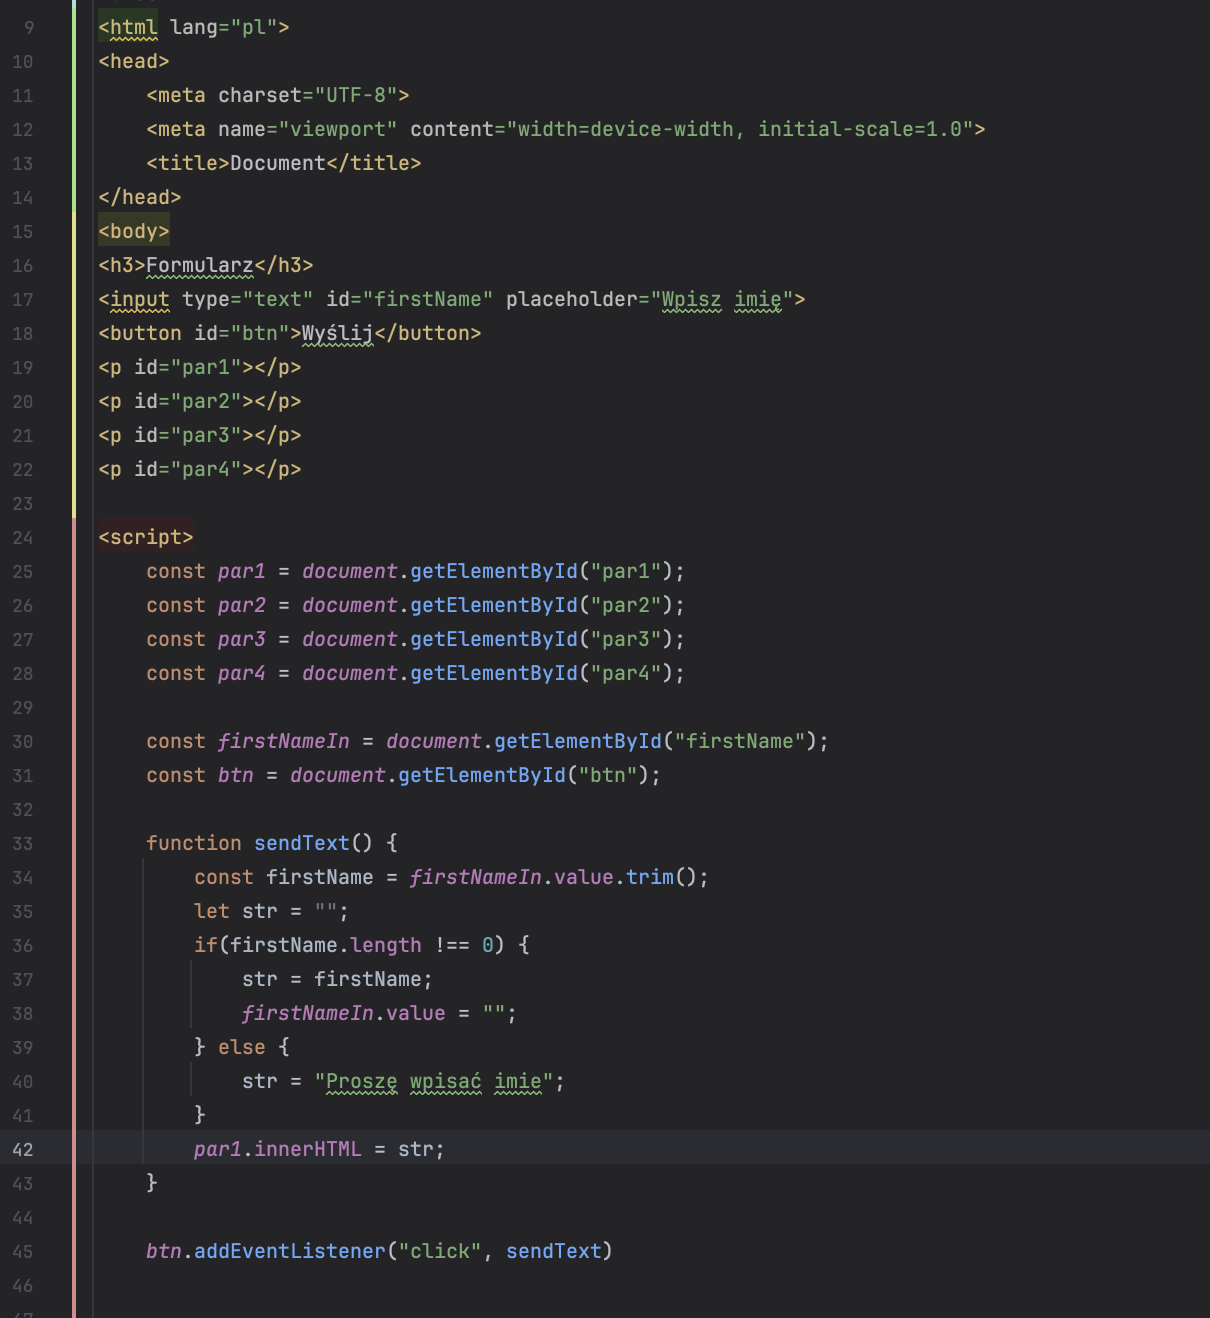 9 <html lang="pl">
10 <head>
11     <meta charset="UTF-8">
12     <meta name="viewport" content="width=device-width, initial-scale=1.0">
13     <title>Document</title>
14 </head>
15 <body>
16 <h3>Formularz</h3>
17 <input type="text" id="firstName" placeholder="Wpisz imię">
18 <button id="btn">Wyślij</button>
19 <p id="par1"></p>
20 <p id="par2"></p>
21 <p id="par3"></p>
22 <p id="par4"></p>
23
24 <script>
25     const par1 = document.getElementById("par1");
26     const par2 = document.getElementById("par2");
27     const par3 = document.getElementById("par3");
28     const par4 = document.getElementById("par4");
29
30     const firstNameIn = document.getElementById("firstName");
31     const btn = document.getElementById("btn");
32
33     function sendText() {
34         const firstName = firstNameIn.value.trim();
35         let str = "";
36         if(firstName.length !== 0) {
37             str = firstName;
38             firstNameIn.value = "";
39         } else {
40             str = "Proszę wpisać imie";
41         }
42         par1.innerHTML = str;
43     }
44
45     btn.addEventListener("click", sendText)
46